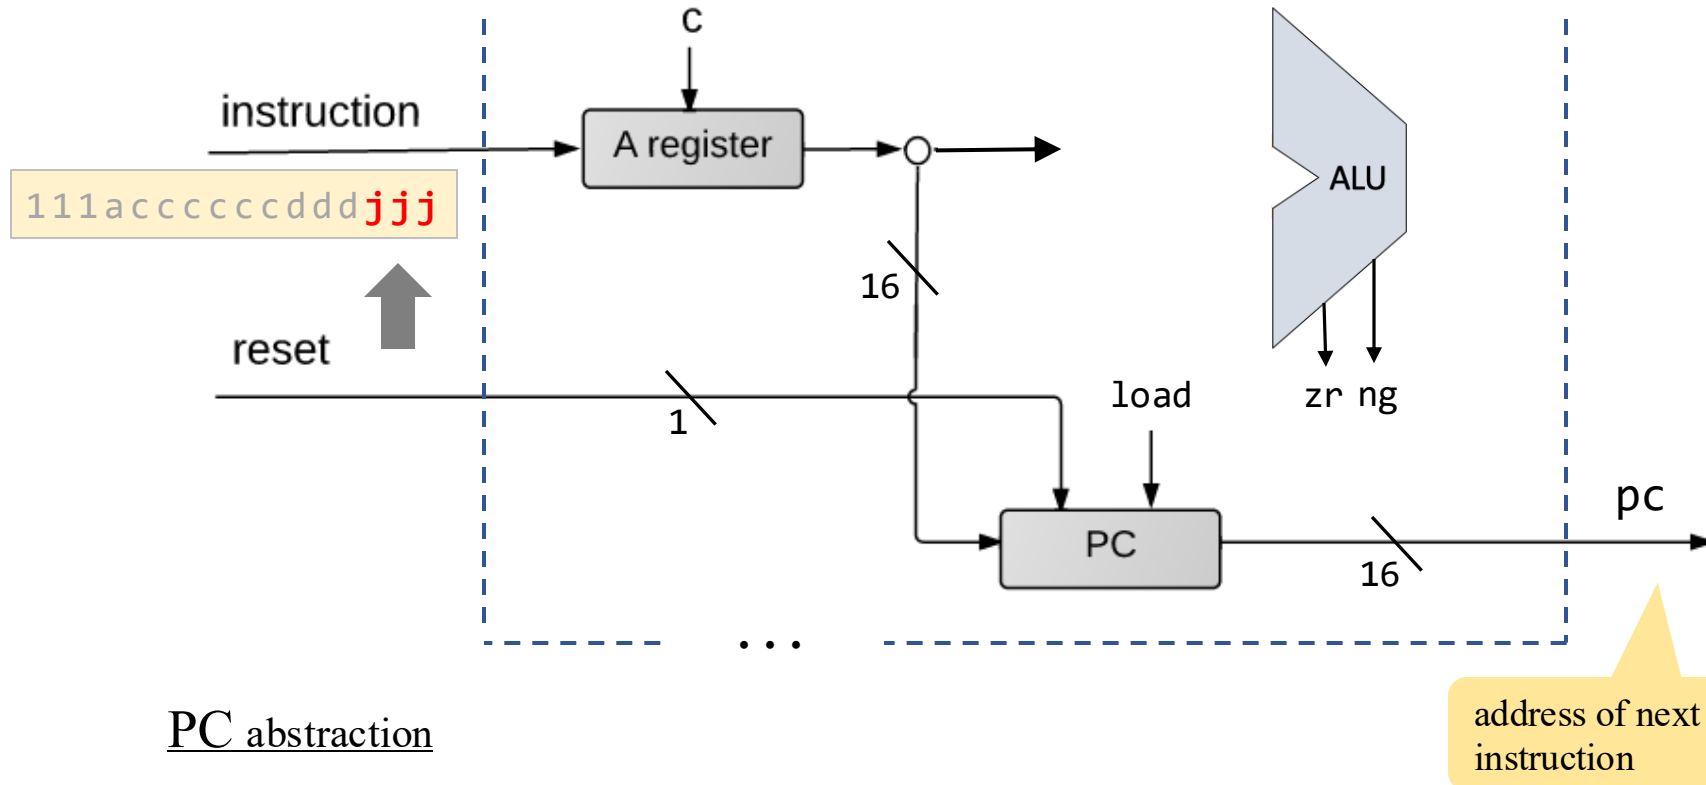 c
instruction
A register
111accccccdddjjj
ALU
16
reset
1
load
zr ng
PC
16
pc
...
PC abstraction
address of next
instruction